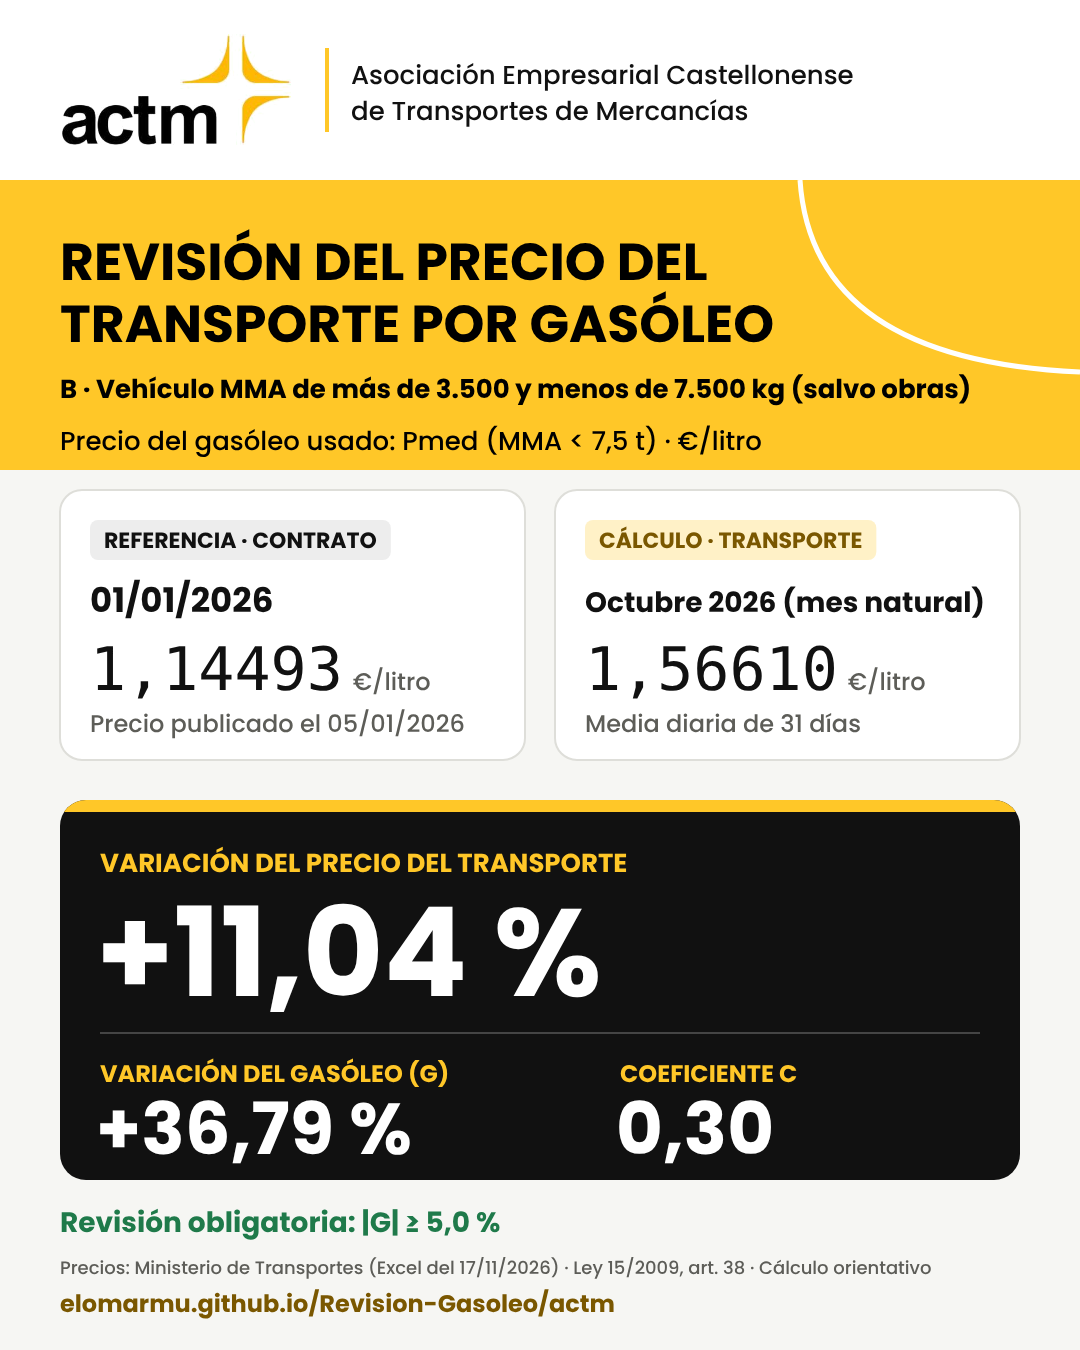 actm
Asociación Empresarial Castellonense
de Transportes de Mercancías
REVISIÓN DEL PRECIO DEL
TRANSPORTE POR GASÓLEO
B · Vehículo MMA de más de 3.500 y menos de 7.500 kg (salvo obras)
Precio del gasóleo usado: Pmed (MMA < 7,5 t) · €/litro
REFERENCIA · CONTRATO
01/01/2026
1,14493 €/litro
Precio publicado el 05/01/2026
CÁLCULO · TRANSPORTE
Octubre 2026 (mes natural)
1,56610 €/litro
Media diaria de 31 días
VARIACIÓN DEL PRECIO DEL TRANSPORTE
+11,04 %
VARIACIÓN DEL GASÓLEO (G)
+36,79 %
COEFICIENTE C
0,30
Revisión obligatoria: |G| ≥ 5,0 %
Precios: Ministerio de Transportes (Excel del 17/11/2026) · Ley 15/2009, art. 38 · Cálculo orientativo
elomarmu.github.io/Revision-Gasoleo/actm